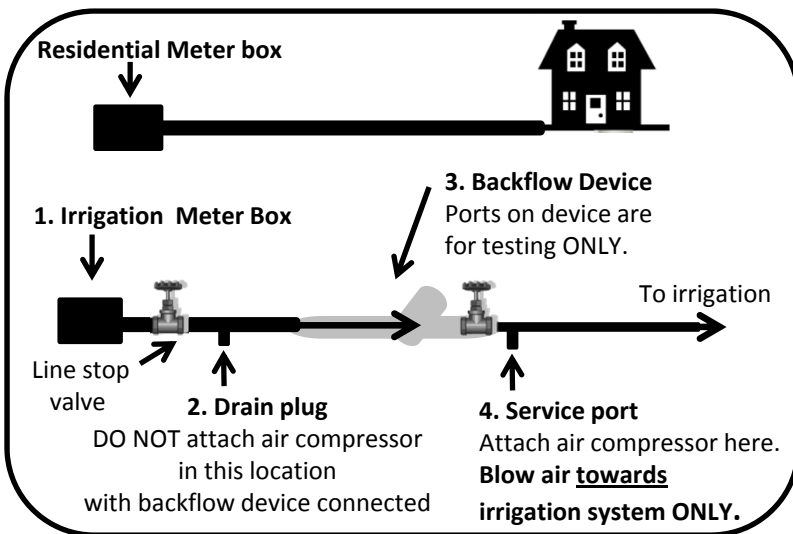 Residential Meter box
3. Backflow Device
Ports on device are
for testing ONLY.
1. Irrigation Meter Box
To irrigation
Line stop
valve
2. Drain plug
DO NOT attach air compressor
in this location
with backflow device connected
4. Service port
Attach air compressor here.
Blow air towards
irrigation system ONLY.